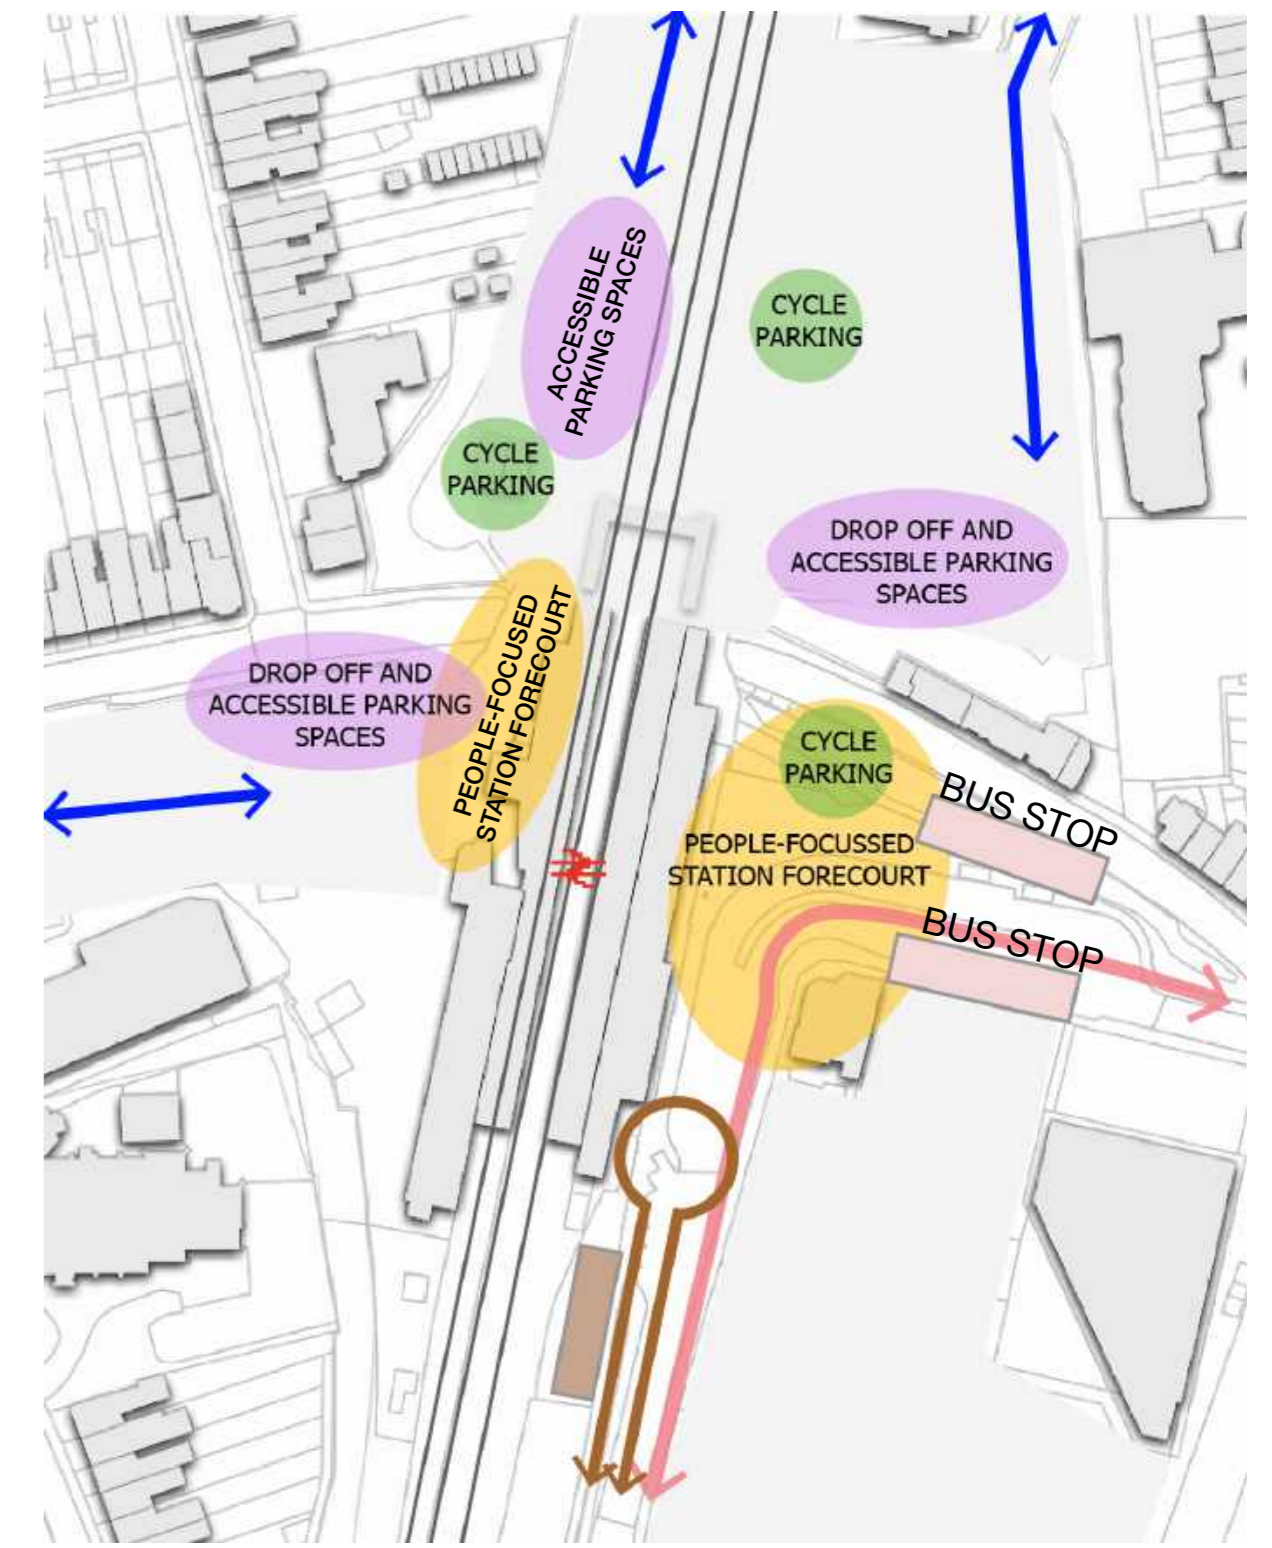 ACCESSIBLE
PARKING SPACES
CYCLE
PARKING
CYCLE
PARKING
DROP OFF AND
ACCESSIBLE PARKING
SPACES
PEOPLE-FOCUSED
STATION FORECOURT
DROP OFF AND
ACCESSIBLE PARKING
SPACES
CYCLE
PARKING
BUS STOP
PEOPLE-FOCUSSED
STATION FORECOURT
BUS STOP